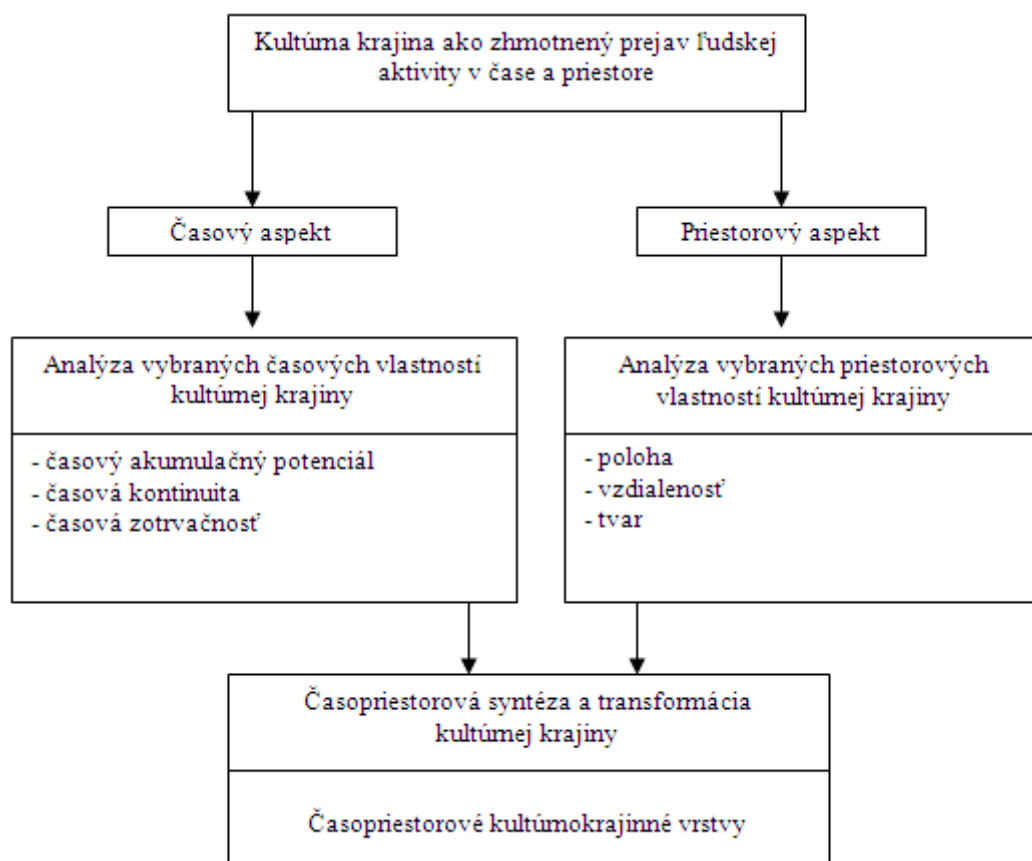 Kultúrna krajina ako zhmotnený prejav ľudskej
aktivity v čase a priestore
Časový aspekt
Priestorový aspekt
Analýza vybraných časových vlastností
kultúrnej krajiny
- časový akumulačný potenciál
- časová kontinuita
- časová zotrvačnosť
Analýza vybraných priestorových
vlastností kultúrnej krajiny
- poloha
- vzdialenosť
- tvar
Časopriestorová syntéza a transformácia
kultúrnej krajiny
Časopriestorové kultúrnokrajinné vrstvy